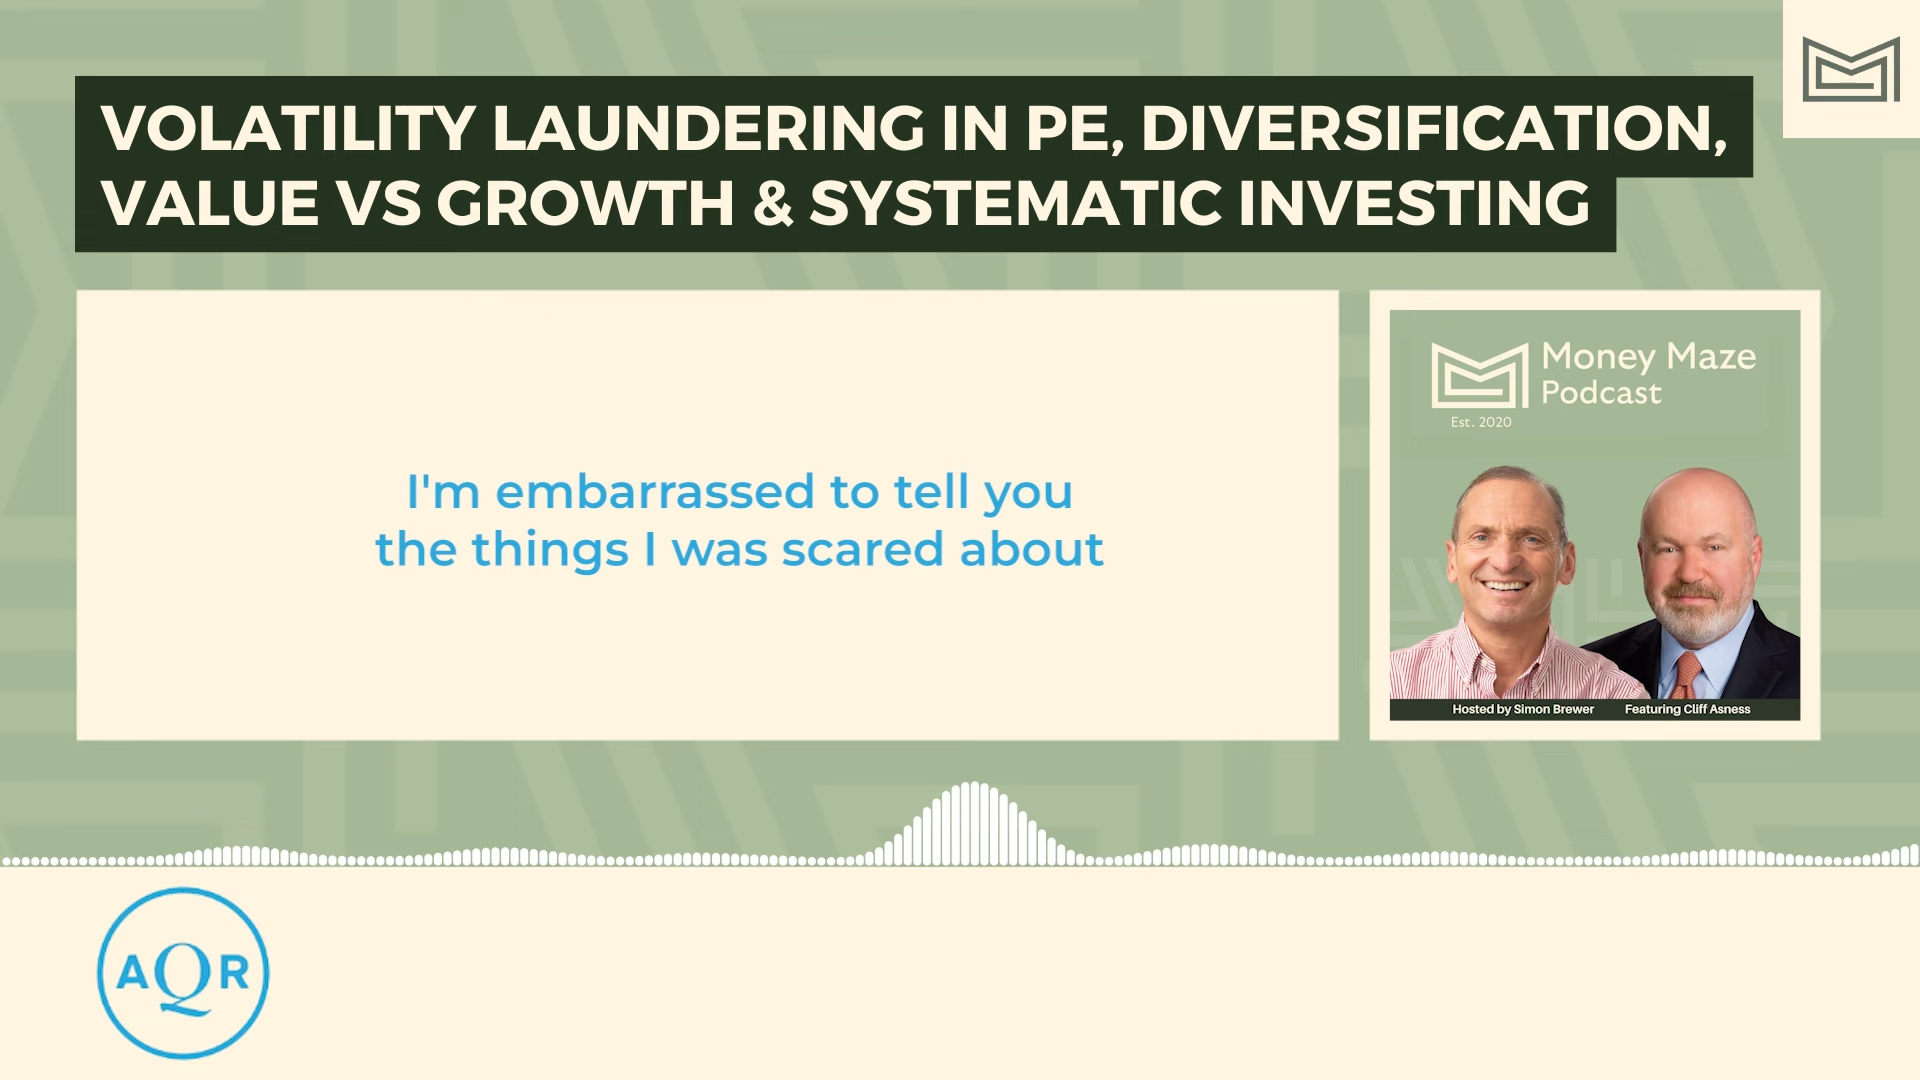 VOLATILITY LAUNDERING IN PE, DIVERSIFICATION,
VALUE VS GROWTH & SYSTEMATIC INVESTING
I'm embarrassed to tell you
the things I was scared about
Money Maze
Podcast
Est. 2020
Hosted by Simon Brewer
Featuring Cliff Asness
AQR